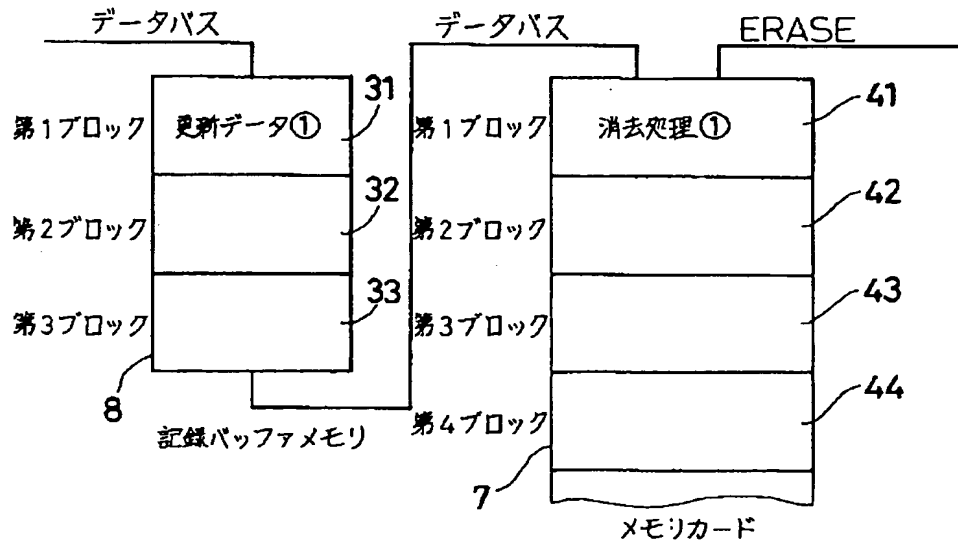 データバス
データバス
ERASE
31
41
第1ブロック
更新データ①
第1ブロック
消去処理①
32
42
第2ブロック
第2ブロック
33
43
第3ブロック
第3ブロック
8
44
第4ブロック
記録バッファメモリ
7
メモリカード